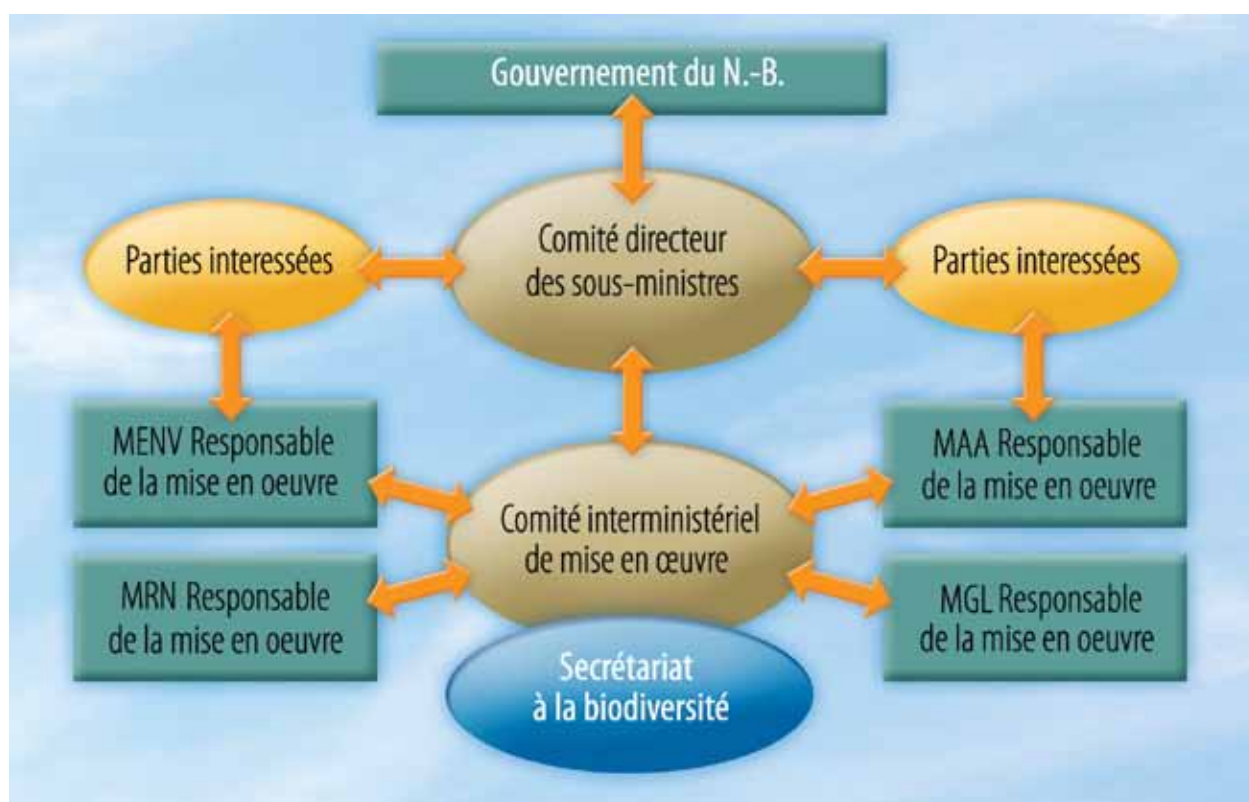 Gouvernement du N.-B.
Parties interessées
Comité directeur
des sous-ministres
Parties interessées
MENV Responsable
de la mise en oeuvre
MAA Responsable
de la mise en oeuvre
Comité interministériel
de mise en œuvre
MRN Responsable
de la mise en oeuvre
MGL Responsable
de la mise en oeuvre
Secrétariat
à la biodiversité